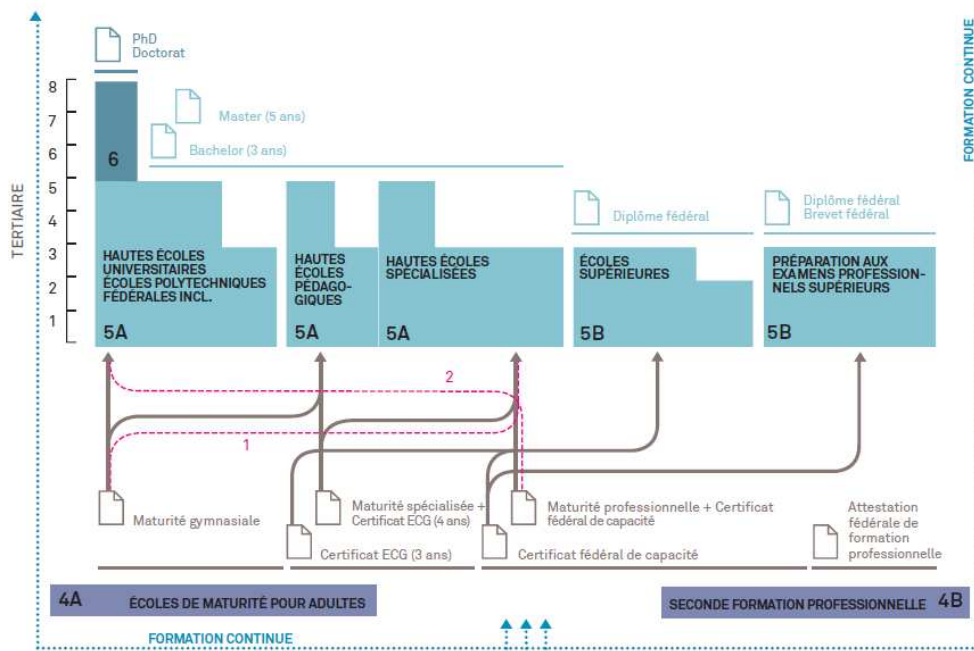 PhD
Doctorat
Master (5 ans)
Bachelor (3 ans)
8
7
6
5
4
3
2
1
TERTIAIRE
6
Diplôme fédéral
Diplôme fédéral
Brevet fédéral
FORMATION CONTINUE
HAUTES ÉCOLES
UNIVERSITAIRES
ÉCOLES POLYTECHNIQUES
FÉDÉRALES INCL.
5A
HAUTES
ÉCOLES
PÉDAGO-
GIQUES
5A
HAUTES ÉCOLES
SPÉCIALISÉES
5A
ÉCOLES
SUPÉRIEURES
5B
PRÉPARATION AUX
EXAMENS PROFESSION-
NELS SUPÉRIEURS
5B
2
1
Maturité gymnasiale
Maturité spécialisée +
Certificat ECG (4 ans)
Maturité professionnelle + Certificat
fédéral de capacité
Attestation
fédérale de
formation
professionnelle
Certificat ECG (3 ans)
Certificat fédéral de capacité
4A ÉCOLES DE MATURITÉ POUR ADULTES
SECONDE FORMATION PROFESSIONNELLE 4B
FORMATION CONTINUE